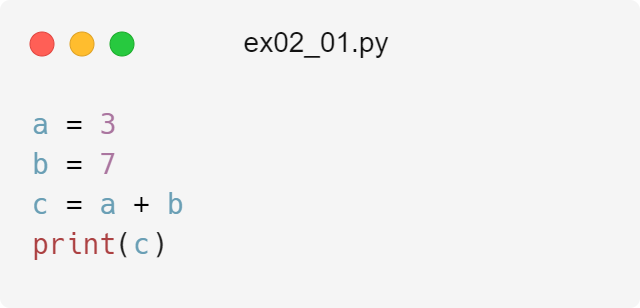 ex02_01.py
a = 3
b = 7
c = a + b
print(c)